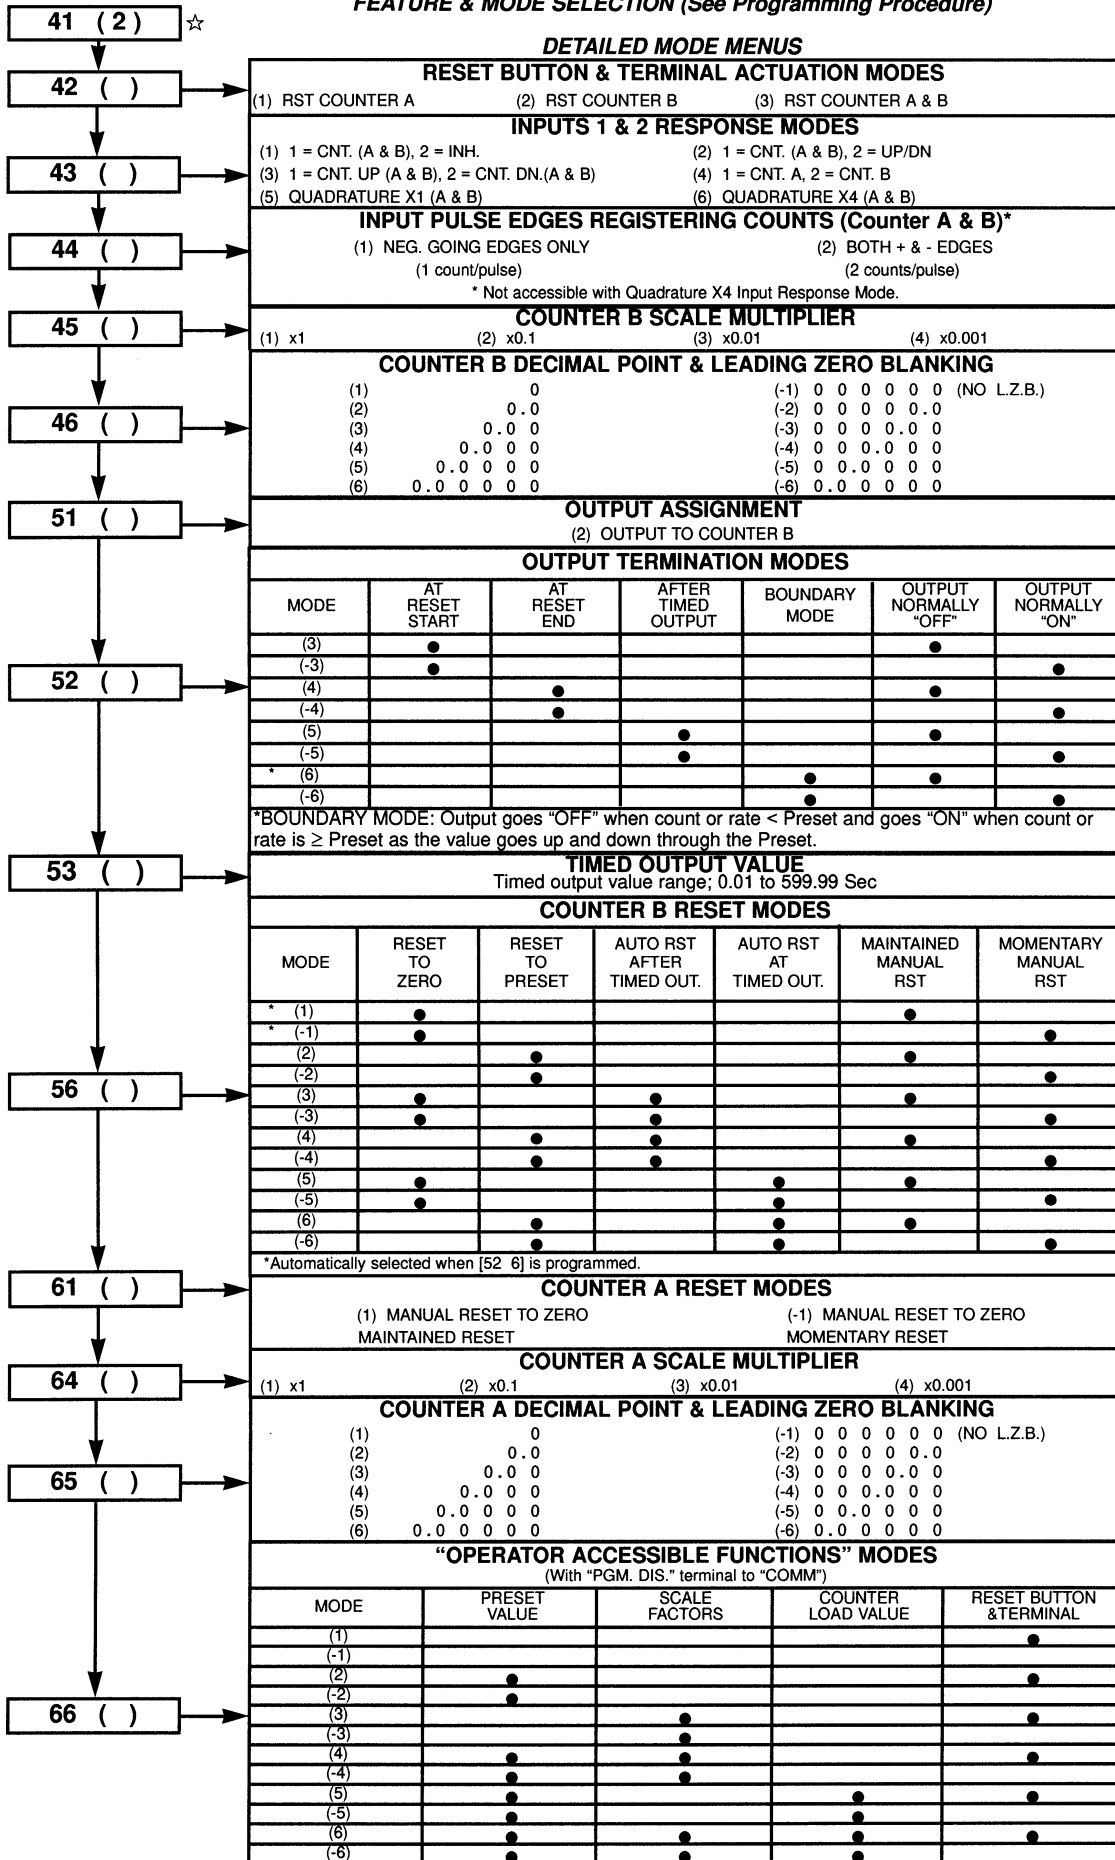 FEATURE & MODE SELECTION (See Programming Procedure)
41 (2) ☆
DETAILED MODE MENUS
42 ( )
RESET BUTTON & TERMINAL ACTUATION MODES
(1) RST COUNTER A (2) RST COUNTER B (3) RST COUNTER A & B
43 ( )
INPUTS 1 & 2 RESPONSE MODES
(1) 1 = CNT. (A & B), 2 = INH. (2) 1 = CNT. (A & B), 2 = UP/DN
(3) 1 = CNT. UP (A & B), 2 = CNT. DN.(A & B) (4) 1 = CNT. A, 2 = CNT. B
(5) QUADRATURE X1 (A & B) (6) QUADRATURE X4 (A & B)
44 ( )
INPUT PULSE EDGES REGISTERING COUNTS (Counter A & B)*
(1) NEG. GOING EDGES ONLY (2) BOTH + & - EDGES
(1 count/pulse) (2 counts/pulse)
* Not accessible with Quadrature X4 Input Response Mode.
45 ( )
COUNTER B SCALE MULTIPLIER
(1) x1 (2) x0.1 (3) x0.01 (4) x0.001
46 ( )
COUNTER B DECIMAL POINT & LEADING ZERO BLANKING
(1) 0 (-1) 0 0 0 0 0 0 (NO L.Z.B.)
(2) 0.0 (-2) 0 0 0 0 0.0
(3) 0.0 0 (-3) 0 0 0 0.0 0
(4) 0.0 0 0 (-4) 0 0 0.0 0 0
(5) 0.0 0 0 0 (-5) 0 0.0 0 0 0
(6) 0.0 0 0 0 0 (-6) 0.0 0 0 0 0
51 ( )
OUTPUT ASSIGNMENT
(2) OUTPUT TO COUNTER B
52 ( )
OUTPUT TERMINATION MODES
MODE AT RESET START AT RESET END AFTER TIMED OUTPUT BOUNDARY MODE OUTPUT NORMALLY "OFF" OUTPUT NORMALLY "ON"
(3) ● ●
(-3) ● ●
(4) ● ●
(-4) ● ●
(5) ● ●
(-5) ● ●
* (6) ● ●
(-6) ● ●
*BOUNDARY MODE: Output goes "OFF" when count or rate < Preset and goes "ON" when count or
rate is ≥ Preset as the value goes up and down through the Preset.
53 ( )
TIMED OUTPUT VALUE
Timed output value range; 0.01 to 599.99 Sec
56 ( )
COUNTER B RESET MODES
MODE RESET TO ZERO RESET TO PRESET AUTO RST AFTER TIMED OUT. AUTO RST AT TIMED OUT. MAINTAINED MANUAL RST MOMENTARY MANUAL RST
* (1) ● ●
* (-1) ● ●
(2) ● ●
(-2) ● ●
(3) ● ● ●
(-3) ● ● ●
(4) ● ● ●
(-4) ● ● ●
(5) ● ● ●
(-5) ● ● ●
(6) ● ● ●
(-6) ● ● ●
*Automatically selected when [52 6] is programmed.
61 ( )
COUNTER A RESET MODES
(1) MANUAL RESET TO ZERO (-1) MANUAL RESET TO ZERO
MAINTAINED RESET MOMENTARY RESET
64 ( )
COUNTER A SCALE MULTIPLIER
(1) x1 (2) x0.1 (3) x0.01 (4) x0.001
65 ( )
COUNTER A DECIMAL POINT & LEADING ZERO BLANKING
(1) 0 (-1) 0 0 0 0 0 0 (NO L.Z.B.)
(2) 0.0 (-2) 0 0 0 0 0.0
(3) 0.0 0 (-3) 0 0 0 0.0 0
(4) 0.0 0 0 (-4) 0 0 0.0 0 0
(5) 0.0 0 0 0 (-5) 0 0.0 0 0 0
(6) 0.0 0 0 0 0 (-6) 0.0 0 0 0 0
66 ( )
"OPERATOR ACCESSIBLE FUNCTIONS" MODES
(With "PGM. DIS." terminal to "COMM")
MODE PRESET VALUE SCALE FACTORS COUNTER LOAD VALUE RESET BUTTON &TERMINAL
(1) ●
(-1)
(2) ● ●
(-2) ●
(3) ● ●
(-3) ●
(4) ● ● ●
(-4) ● ●
(5) ● ● ●
(-5) ● ●
(6) ● ● ● ●
(-6) ● ● ●